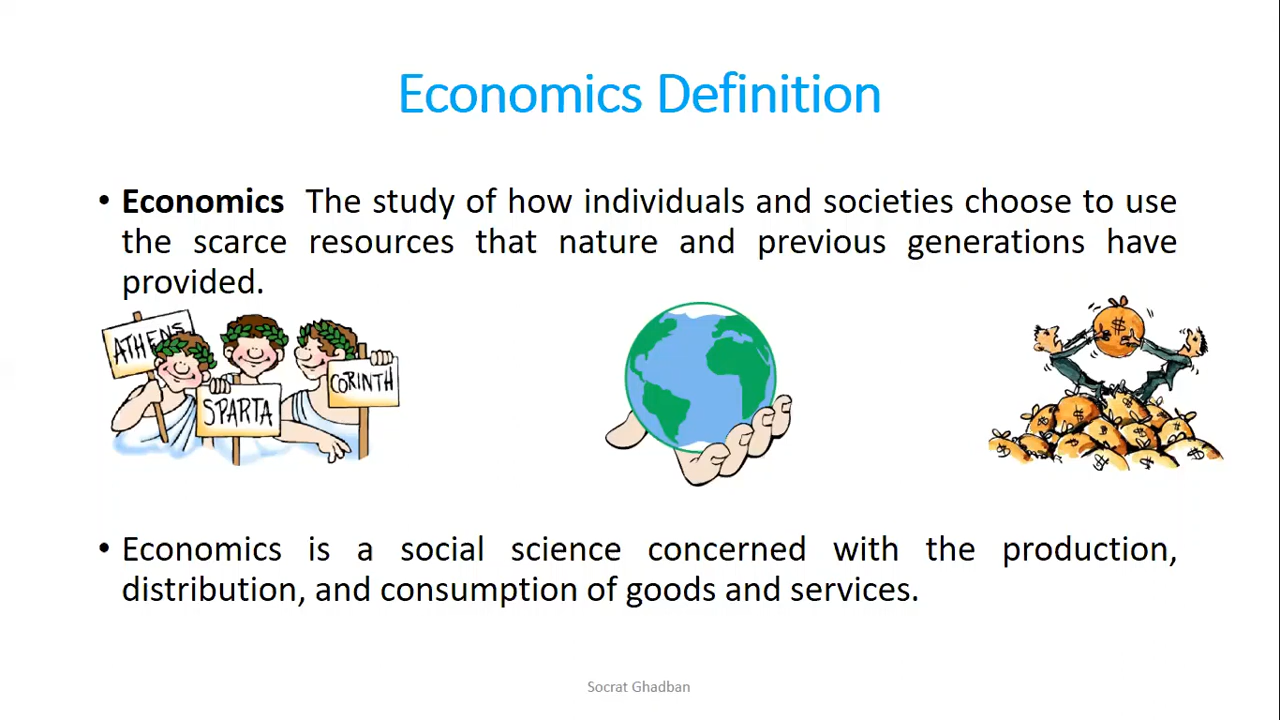 Economics Definition
• Economics The study of how individuals and societies choose to use
the scarce resources that nature and previous generations have
provided.
ATHENS
SPARTA
CORINTH
$
$
$
$
$
$
$
$
• Economics is a social science concerned with the production,
distribution, and consumption of goods and services.
Socrat Ghadban